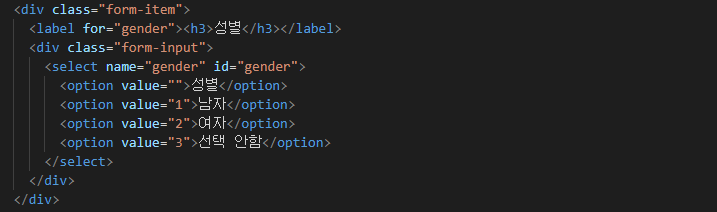 <div class="form-item">
<label for="gender"><h3>성별</h3></label>
<div class="form-input">
<select name="gender" id="gender">
<option value="">성별</option>
<option value="1">남자</option>
<option value="2">여자</option>
<option value="3">선택 안함</option>
</select>
</div>
</div>